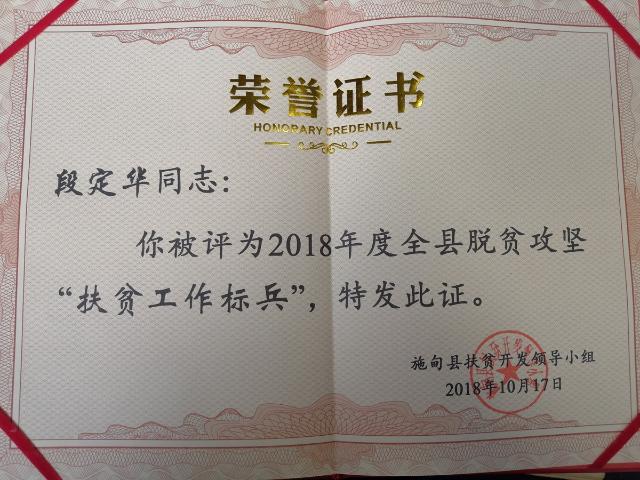 荣誉证书
HONORARY CREDENTIAL
段定华同志：
你被评为2018年度全县脱贫攻坚
“扶贫工作标兵”，特发此证。
施甸县扶贫开发领导小组
2018年10月17日